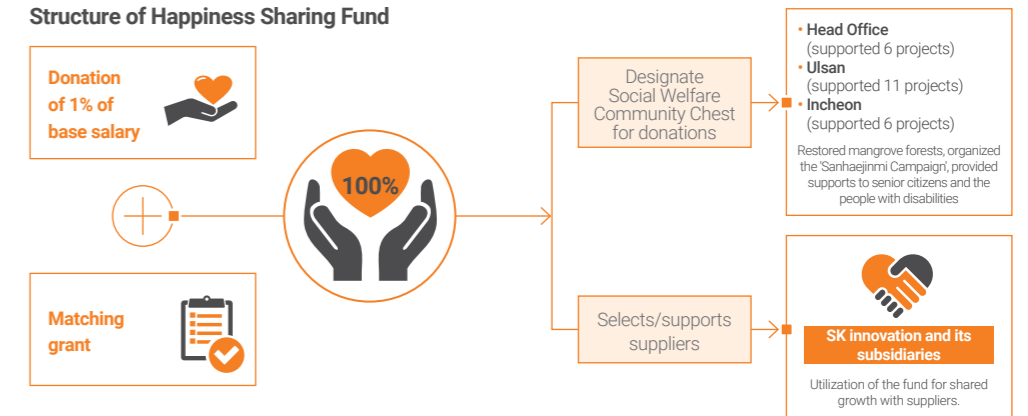 Structure of Happiness Sharing Fund
Donation
of 1% of
base salary
Matching
grant
100%
Designate
Social Welfare
Community Chest
for donations
• Head Office
(supported 6 projects)
• Ulsan
(supported 11 projects)
• Incheon
(supported 6 projects)
Restored mangrove forests, organized
the 'Sanhaejinmi Campaign', provided
supports to senior citizens and the
people with disabilities
Selects/supports
suppliers
SK innovation and its
subsidiaries
Utilization of the fund for shared
growth with suppliers.